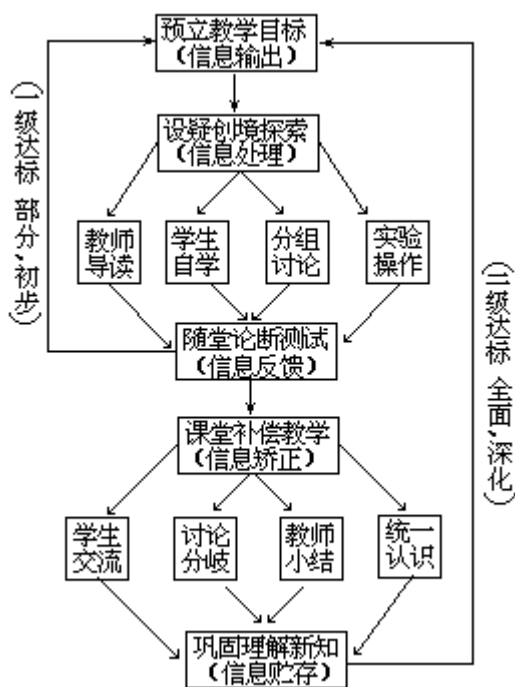 预立教学目标
(信息输出)
设疑创境探索
(信息处理)
教师
导读
学生
自学
分组
讨论
实验
操作
随堂论断测试
(信息反馈)
课堂补偿教学
(信息矫正)
学生
交流
讨论
分岐
教师
小结
统一
认识
巩固理解新知
(信息贮存)
(一级达标 部分,初步)
(二级达标 全面,深化)